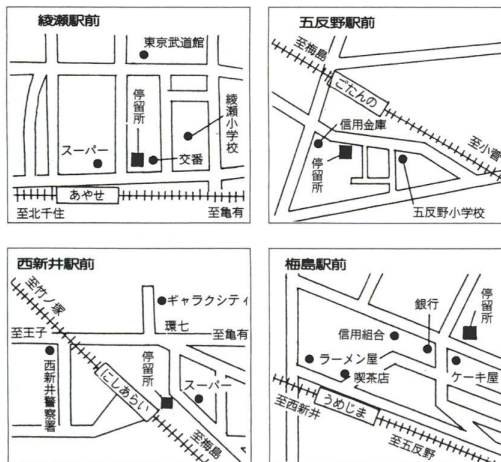 綾瀬駅前
東京武道館
停留所
綾瀬小学校
スーパー
交番
あやせ
至北千住
至亀有
五反野駅前
至梅島
ごたんの
信用金庫
至小菅
停留所
五反野小学校
西新井駅前
至竹ノ塚
ギャラクシティ
環七
至王子
至亀有
西新井警察署
停留所
にしあらい
スーパー
至梅島
梅島駅前
銀行
停留所
信用組合
ラーメン屋
喫茶店
ケーキ屋
うめじま
至西新井
至五反野